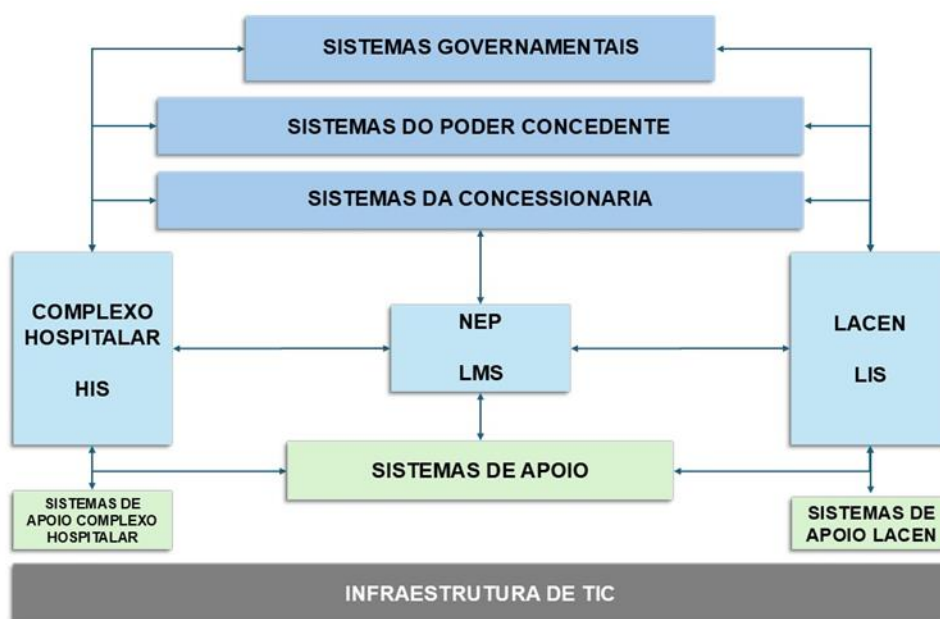 SISTEMAS GOVERNAMENTAIS
SISTEMAS DO PODER CONCEDENTE
SISTEMAS DA CONCESSIONARIA
COMPLEXO
HOSPITALAR
HIS
NEP
LMS
LACEN
LIS
SISTEMAS DE APOIO
SISTEMAS DE
APOIO COMPLEXO
HOSPITALAR
SISTEMAS DE
APOIO LACEN
INFRAESTRUTURA DE TIC